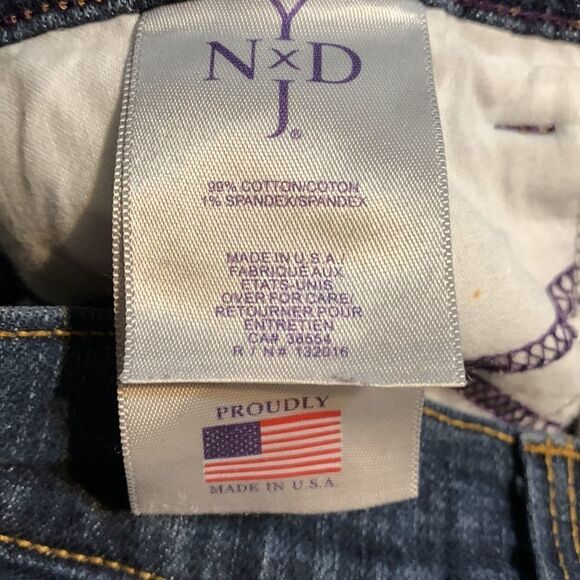 Y
N×D
J®
99% COTTON/COTON
1% SPANDEX/SPANDEX
MADE IN U.S.A./
FABRIQUÉ AUX
ETATS-UNIS
OVER FOR CARE/
RETOURNER POUR
ENTRETIEN
CA# 38554
R / N# 132016
PROUDLY
MADE IN U.S.A.